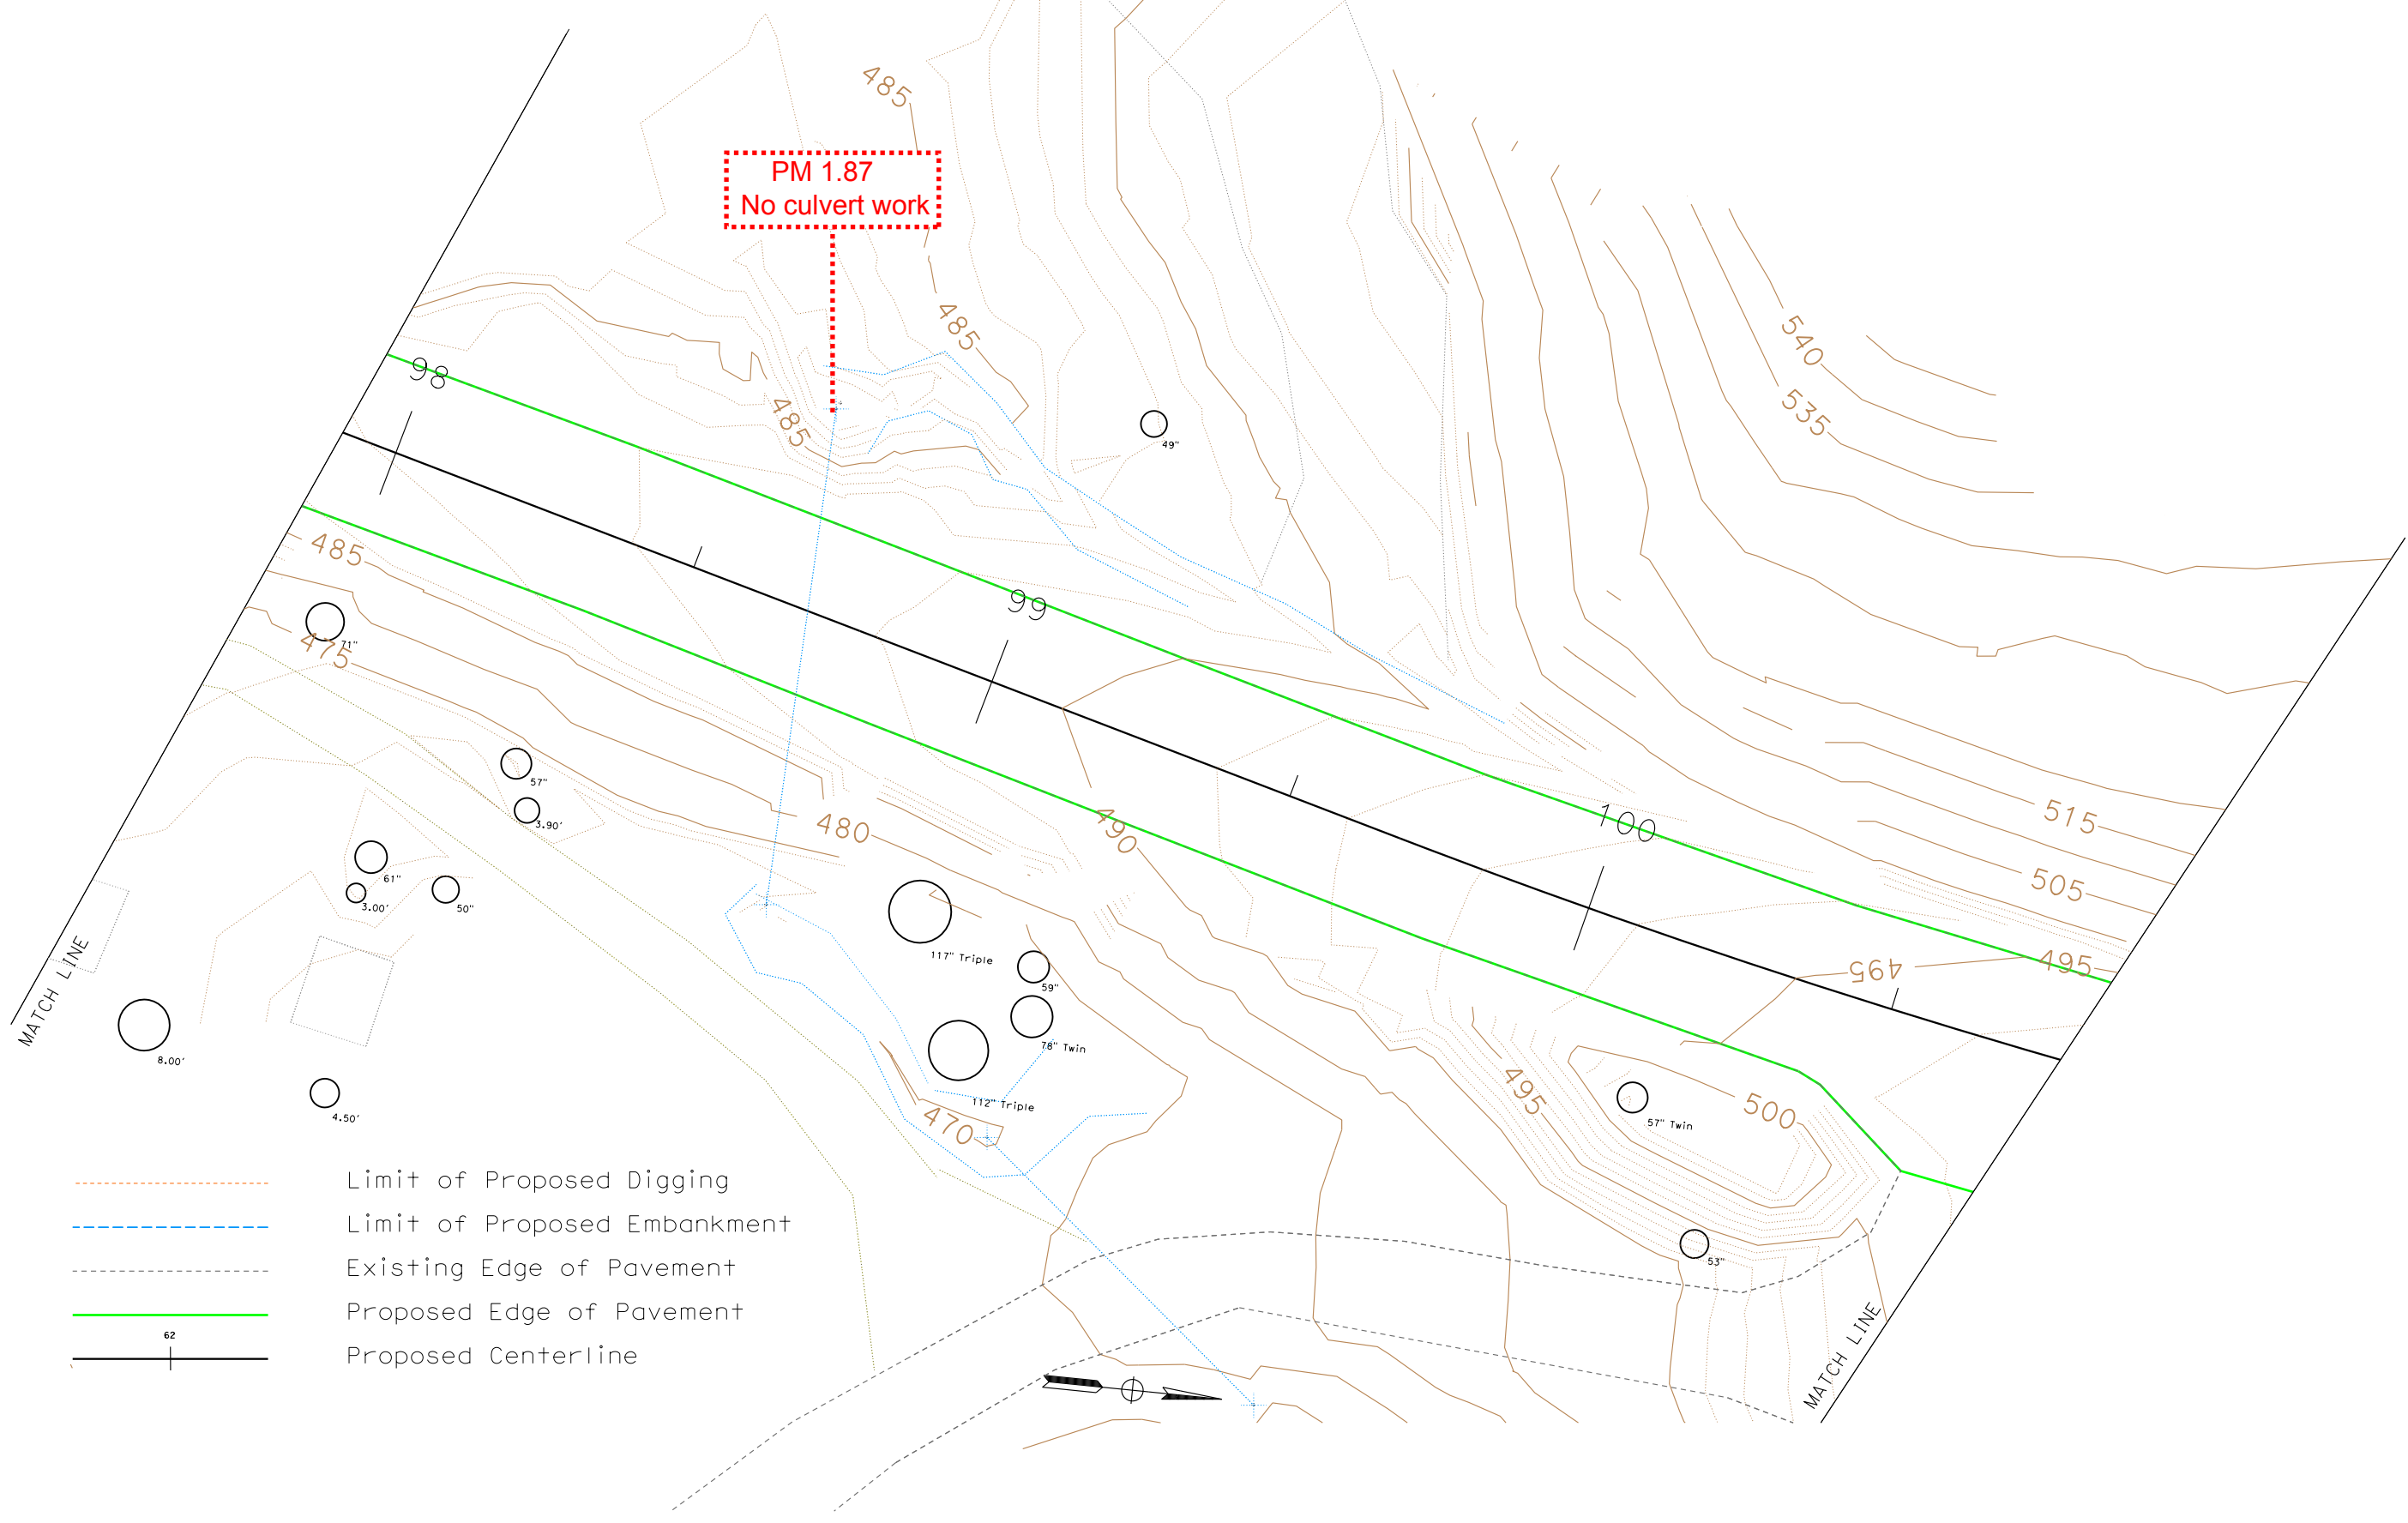 485
PM 1.87
No culvert work
485
540
98
485
535
49"
485
99
71"
475
57"
3.90'
480
490
515
100
61"
505
3.00'
50"
117" Triple
495
495
59"
MATCH LINE
78" Twin
8.00'
495
112" Triple
500
4.50'
470
57" Twin
53"
Limit of Proposed Digging
Limit of Proposed Embankment
Existing Edge of Pavement
Proposed Edge of Pavement
62
Proposed Centerline
MATCH LINE